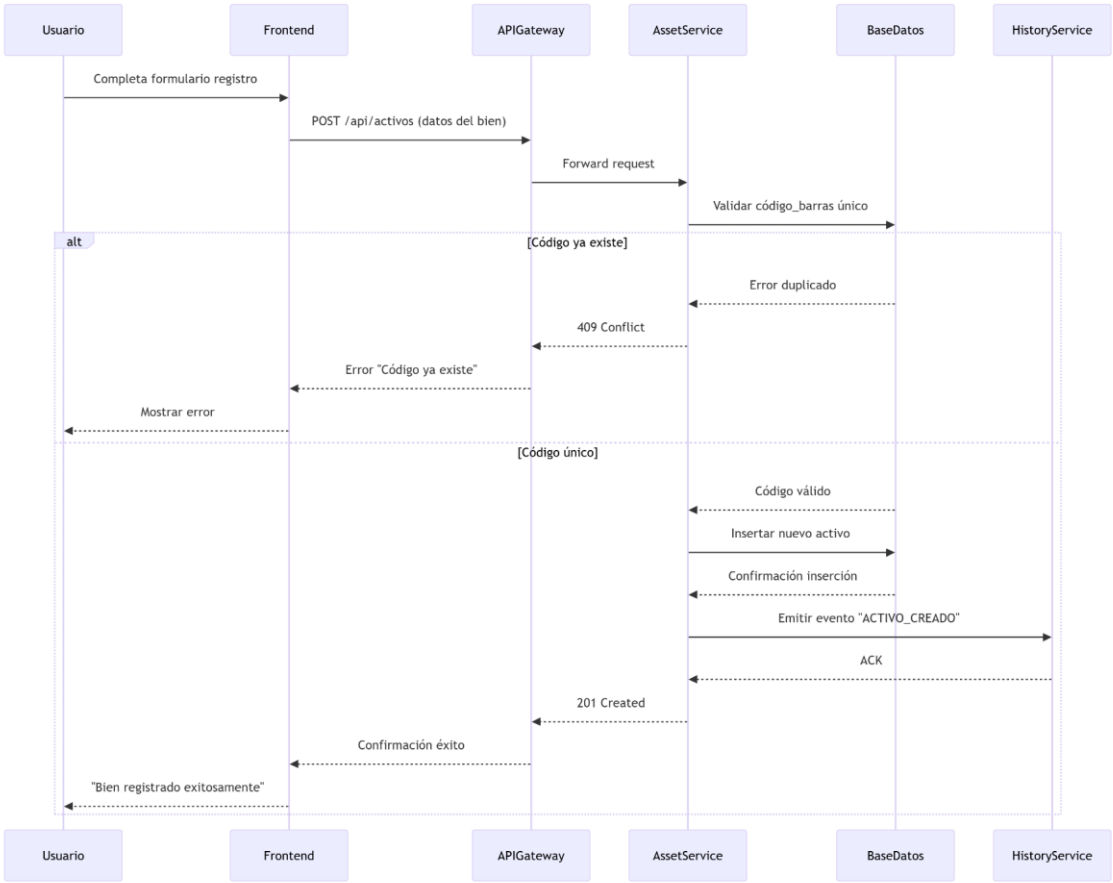 Usuario
Frontend
APIGateway
AssetService
BaseDatos
HistoryService
Completa formulario registro
POST /api/activos (datos del bien)
Forward request
Validar código_barras único
alt
[Código ya existe]
Error duplicado
409 Conflict
Error "Código ya existe"
Mostrar error
[Código único]
Código válido
Insertar nuevo activo
Confirmación inserción
Emitir evento "ACTIVO_CREADO"
ACK
201 Created
Confirmación éxito
"Bien registrado exitosamente"
Usuario
Frontend
APIGateway
AssetService
BaseDatos
HistoryService